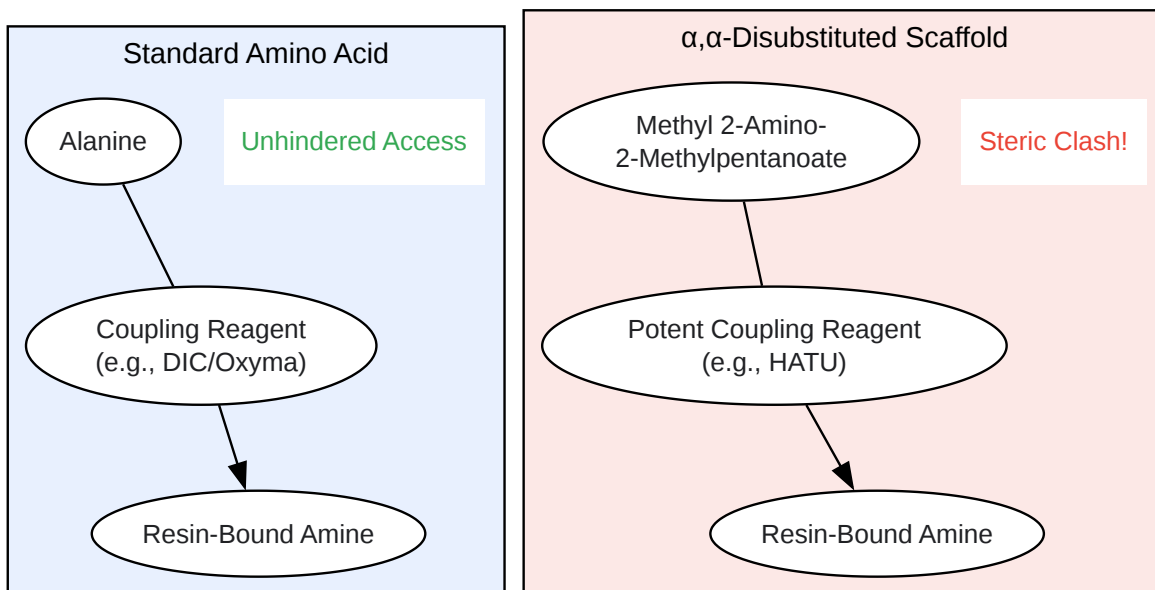 Standard Amino Acid
Alanine
Unhindered Access
Coupling Reagent
(e.g., DIC/Oxyma)
Resin-Bound Amine
α,α-Disubstituted Scaffold
Methyl 2-Amino-
2-Methylpentanoate
Steric Clash!
Potent Coupling Reagent
(e.g., HATU)
Resin-Bound Amine